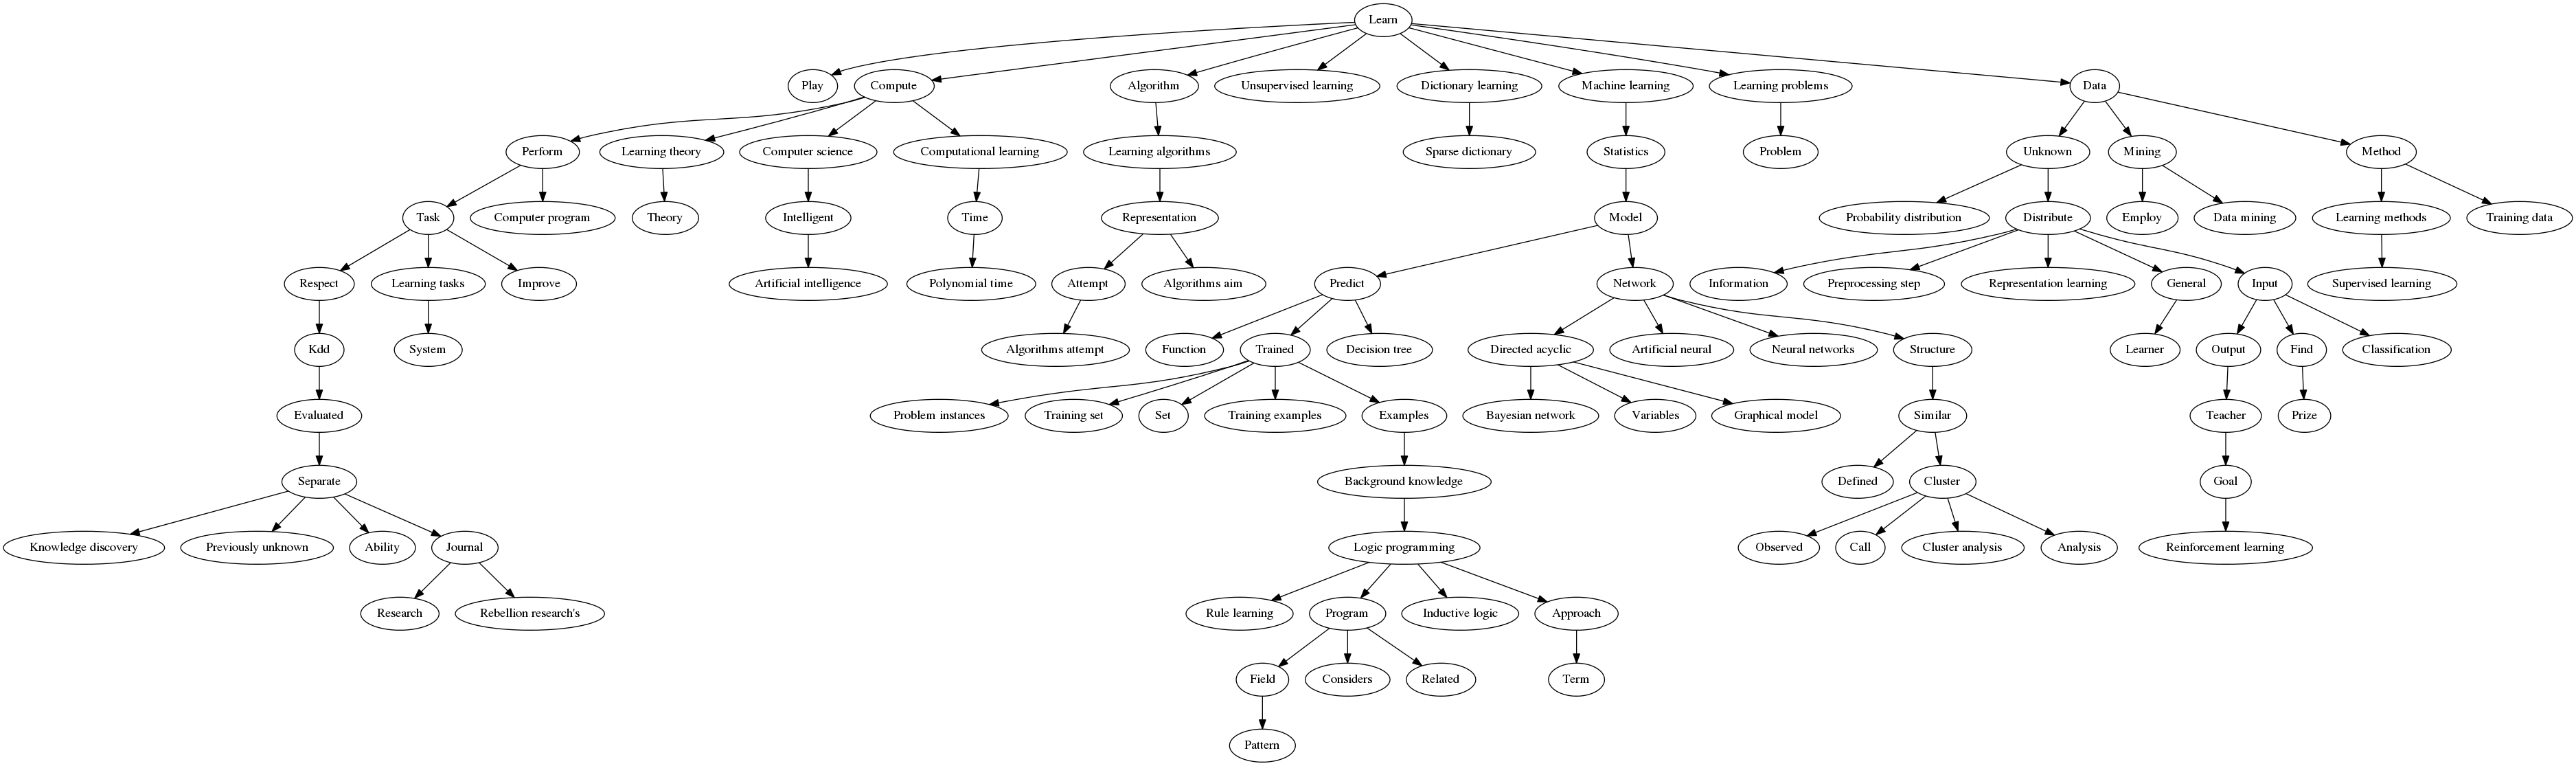 Learn
Play
Compute
Algorithm
Unsupervised learning
Dictionary learning
Machine learning
Learning problems
Data
Perform
Learning theory
Computer science
Computational learning
Learning algorithms
Sparse dictionary
Statistics
Problem
Unknown
Mining
Method
Task
Computer program
Theory
Intelligent
Time
Representation
Model
Probability distribution
Distribute
Employ
Data mining
Learning methods
Training data
Respect
Learning tasks
Improve
Artificial intelligence
Polynomial time
Attempt
Algorithms aim
Predict
Network
Information
Preprocessing step
Representation learning
General
Input
Supervised learning
Kdd
System
Algorithms attempt
Function
Trained
Decision tree
Directed acyclic
Artificial neural
Neural networks
Structure
Learner
Output
Find
Classification
Evaluated
Problem instances
Training set
Set
Training examples
Examples
Bayesian network
Variables
Graphical model
Similar
Teacher
Prize
Separate
Background knowledge
Defined
Cluster
Goal
Knowledge discovery
Previously unknown
Ability
Journal
Logic programming
Observed
Call
Cluster analysis
Analysis
Reinforcement learning
Research
Rebellion research's
Rule learning
Program
Inductive logic
Approach
Field
Considers
Related
Term
Pattern